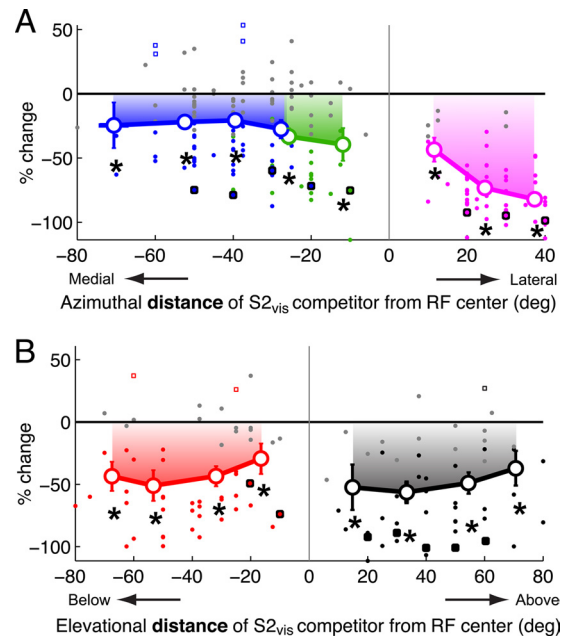 A
50
0
−50
−100
% change
−80 −60 −40 −20 0 20 40
Medial Lateral
Azimuthal distance of S2vis competitor from RF center (deg)
B
50
0
−50
−100
% change
−80 −60 −40 −20 0 20 40 60 80
Below Above
Elevational distance of S2vis competitor from RF center (deg)